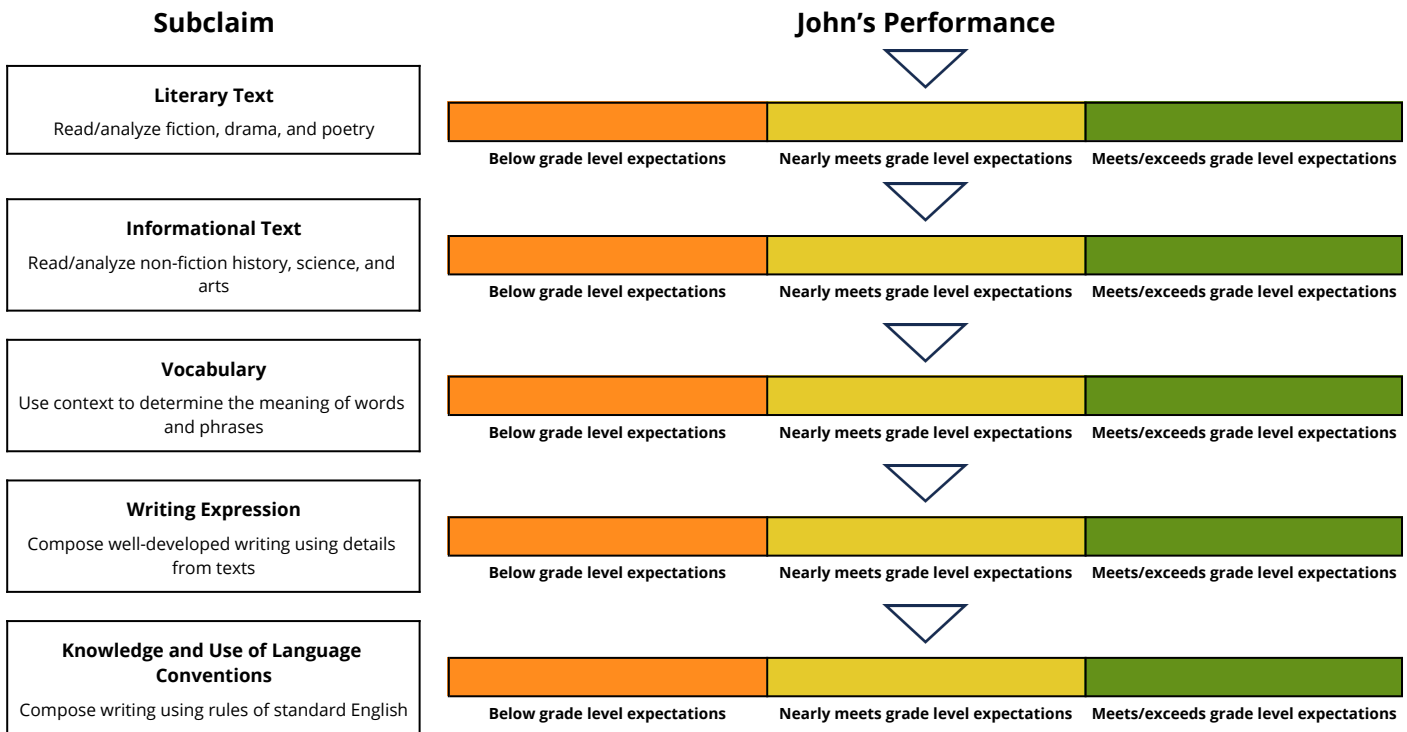 Subclaim
John's Performance
Literary Text
Read/analyze fiction, drama, and poetry
Below grade level expectations
Nearly meets grade level expectations
Meets/exceeds grade level expectations
Informational Text
Read/analyze non-fiction history, science, and
arts
Below grade level expectations
Nearly meets grade level expectations
Meets/exceeds grade level expectations
Vocabulary
Use context to determine the meaning of words
and phrases
Below grade level expectations
Nearly meets grade level expectations
Meets/exceeds grade level expectations
Writing Expression
Compose well-developed writing using details
from texts
Below grade level expectations
Nearly meets grade level expectations
Meets/exceeds grade level expectations
Knowledge and Use of Language
Conventions
Compose writing using rules of standard English
Below grade level expectations
Nearly meets grade level expectations
Meets/exceeds grade level expectations